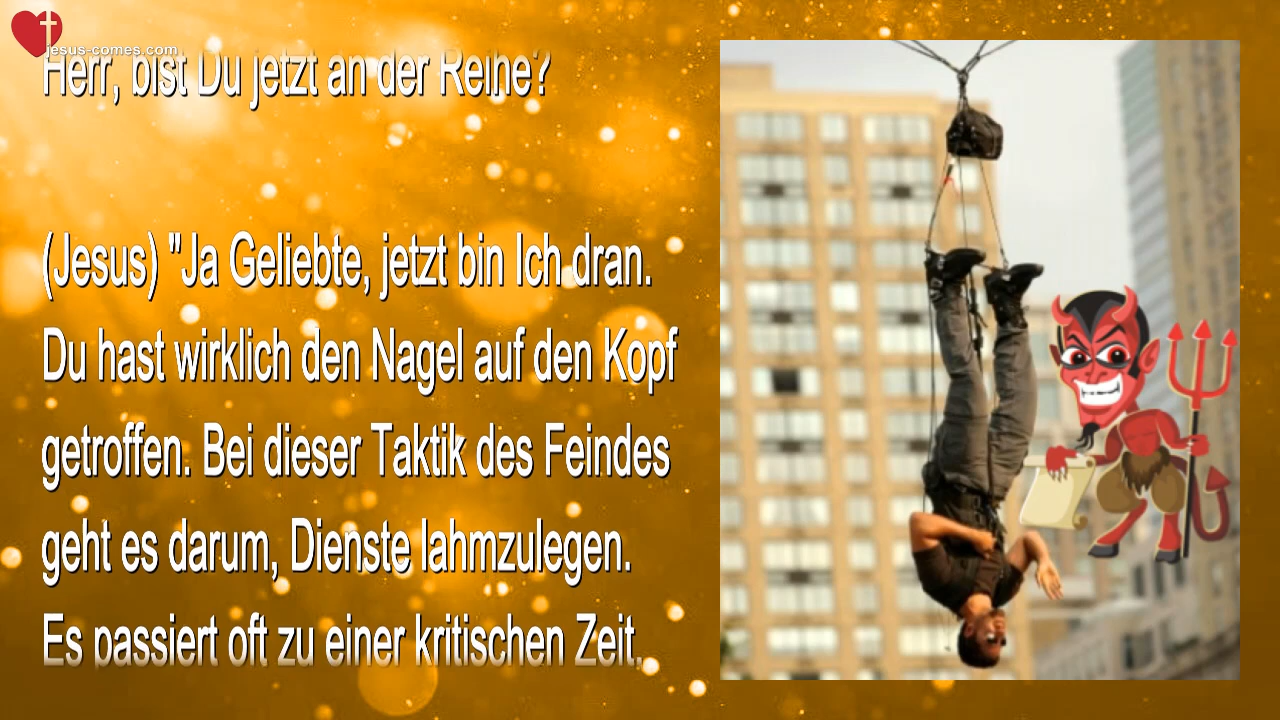 jesus-comes.com
Herr, bist Du jetzt an der Reihe?
(Jesus) "Ja Geliebte, jetzt bin Ich dran.
Du hast wirklich den Nagel auf den Kopf
getroffen. Bei dieser Taktik des Feindes
geht es darum, Dienste lahmzulegen.
Es passiert oft zu einer kritischen Zeit,